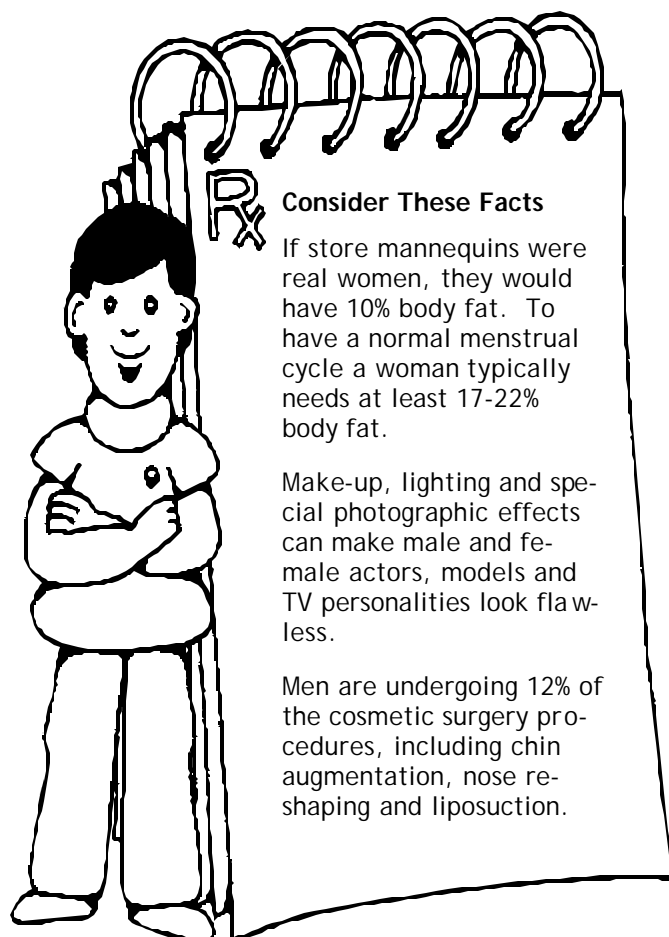 Rx Consider These Facts
If store mannequins were
real women, they would
have 10% body fat.  To
have a normal menstrual
cycle a woman typically
needs at least 17-22%
body fat.
Make-up, lighting and spe-
cial photographic effects
can make male and fe-
male actors, models and
TV personalities look flaw-
less.
Men are undergoing 12% of
the cosmetic surgery pro-
cedures, including chin
augmentation, nose re-
shaping and liposuction.